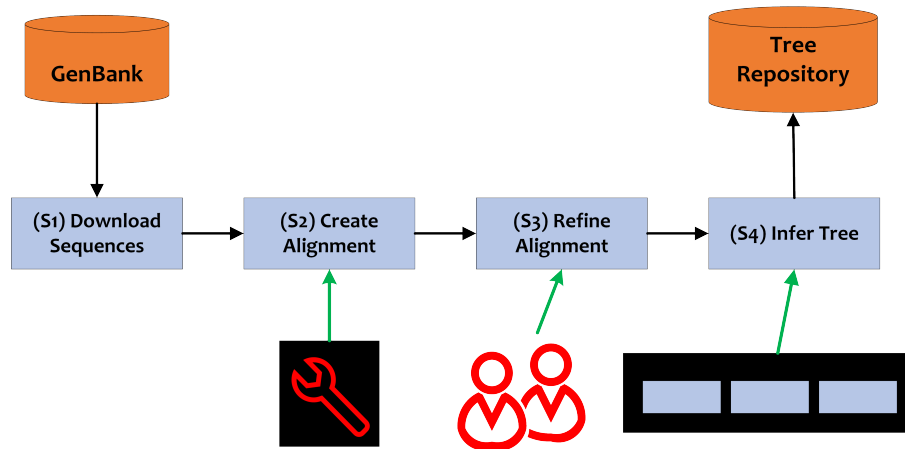 GenBank
Tree
Repository
(S1) Download
Sequences
(S2) Create
Alignment
(S3) Refine
Alignment
(S4) Infer Tree